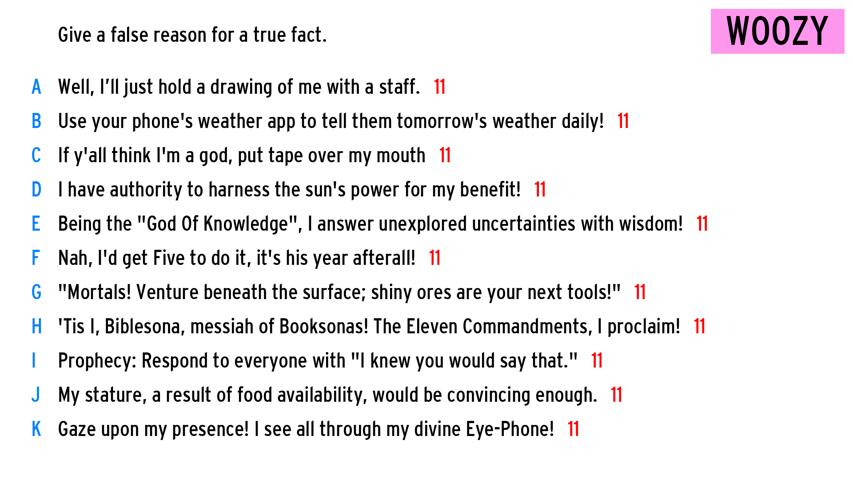 Give a false reason for a true fact.
WOOZY
A Well, I'll just hold a drawing of me with a staff. 11
B Use your phone's weather app to tell them tomorrow's weather daily! 11
C If y'all think I'm a god, put tape over my mouth 11
D I have authority to harness the sun's power for my benefit! 11
E Being the "God Of Knowledge", I answer unexplored uncertainties with wisdom! 11
F Nah, I'd get Five to do it, it's his year afterall! 11
G "Mortals! Venture beneath the surface; shiny ores are your next tools!" 11
H 'Tis I, Biblesona, messiah of Booksonas! The Eleven Commandments, I proclaim! 11
I Prophecy: Respond to everyone with "I knew you would say that." 11
J My stature, a result of food availability, would be convincing enough. 11
K Gaze upon my presence! I see all through my divine Eye-Phone! 11